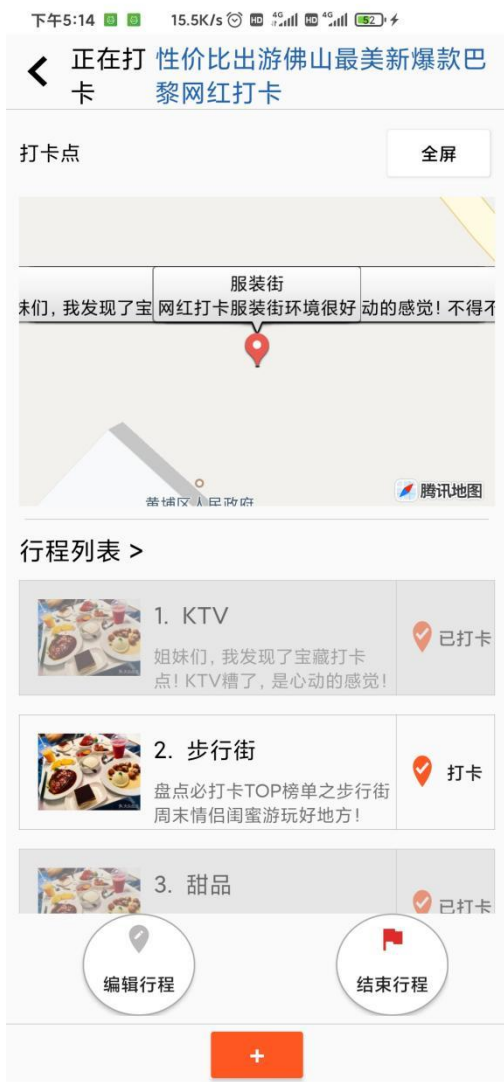 下午5:14 15.5K/s HD 4G HD 4G 52
正在打卡 性价比出游佛山最美新爆款巴黎网红打卡
打卡点
全屏
服装街
妹们，我发现了宝 网红打卡服装街环境很好 动的感觉！不得不
黄埔区人民政府
腾讯地图
行程列表 >
1. KTV
姐妹们，我发现了宝藏打卡
点！KTV糟了，是心动的感觉！
已打卡
2. 步行街
盘点必打卡TOP榜单之步行街
周末情侣闺蜜游玩好地方！
打卡
3. 甜品
已打卡
编辑行程
结束行程
+